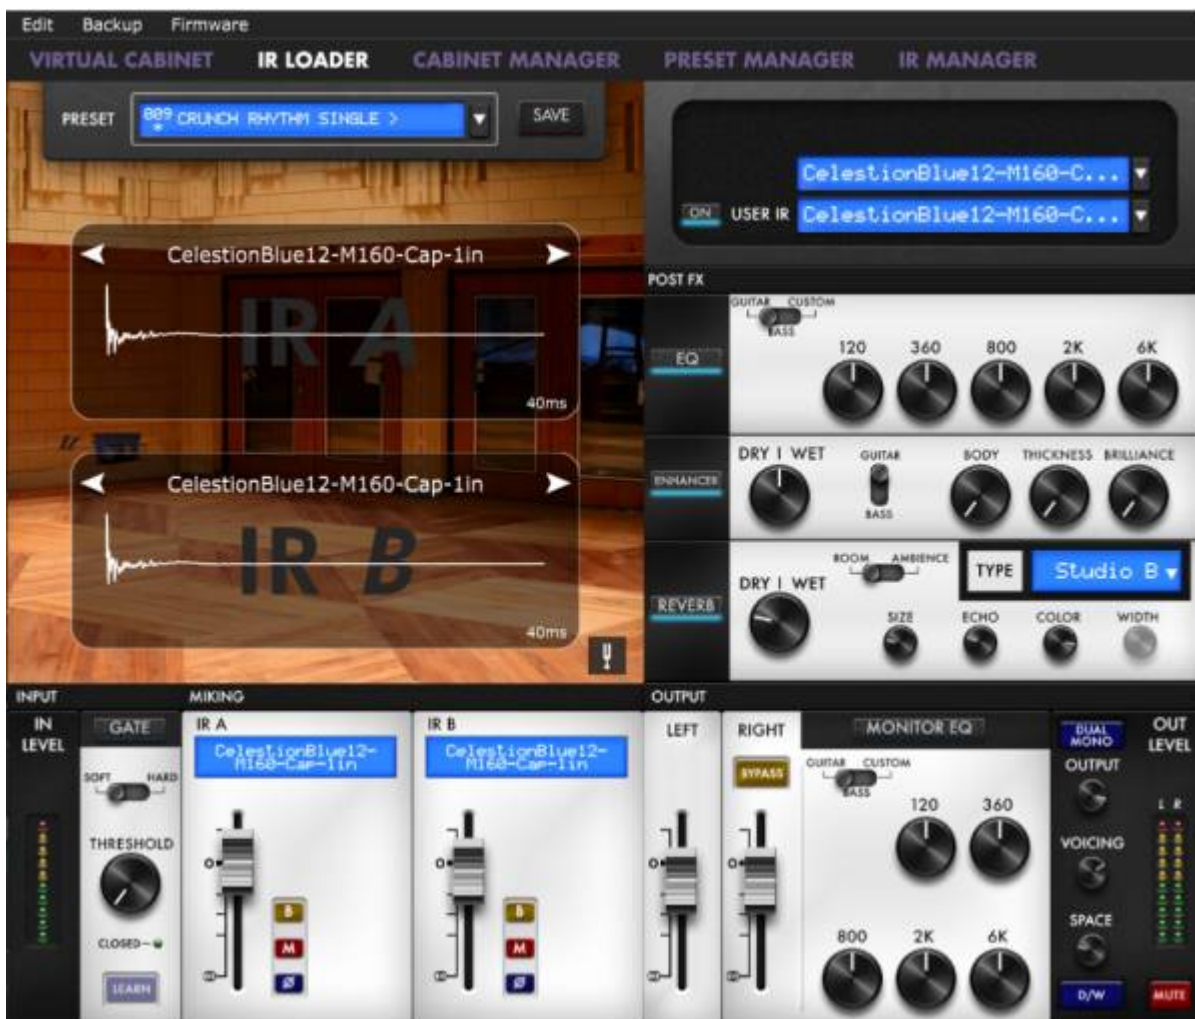 Edit Backup Firmware
VIRTUAL CABINET IR LOADER CABINET MANAGER PRESET MANAGER IR MANAGER
PRESET 009 * CRUNCH RHYTHM SINGLE > SAVE
CelestionBlue12-M160-C...
ON USER IR CelestionBlue12-M160-C...
CelestionBlue12-M160-Cap-1in
IR A
40ms
CelestionBlue12-M160-Cap-1in
IR B
40ms
POST FX
EQ
GUITAR CUSTOM
BASS
120 360 800 2K 6K
ENHANCER
DRY | WET
GUITAR
BASS
BODY THICKNESS BRILLIANCE
REVERB
DRY | WET
ROOM AMBIENCE
TYPE Studio B
SIZE ECHO COLOR WIDTH
INPUT
IN LEVEL
GATE
SOFT HARD
THRESHOLD
CLOSED
LEARN
MIKING
IR A
CelestionBlue12-
M160-Cap-1in
0
B
M
Ø
∞
IR B
CelestionBlue12-
M160-Cap-1in
0
B
M
Ø
∞
OUTPUT
LEFT
0
∞
RIGHT
BYPASS
0
∞
MONITOR EQ
GUITAR CUSTOM
BASS
120 360
800 2K 6K
DUAL
MONO
OUTPUT
VOICING
SPACE
D/W
OUT
LEVEL
L R
MUTE